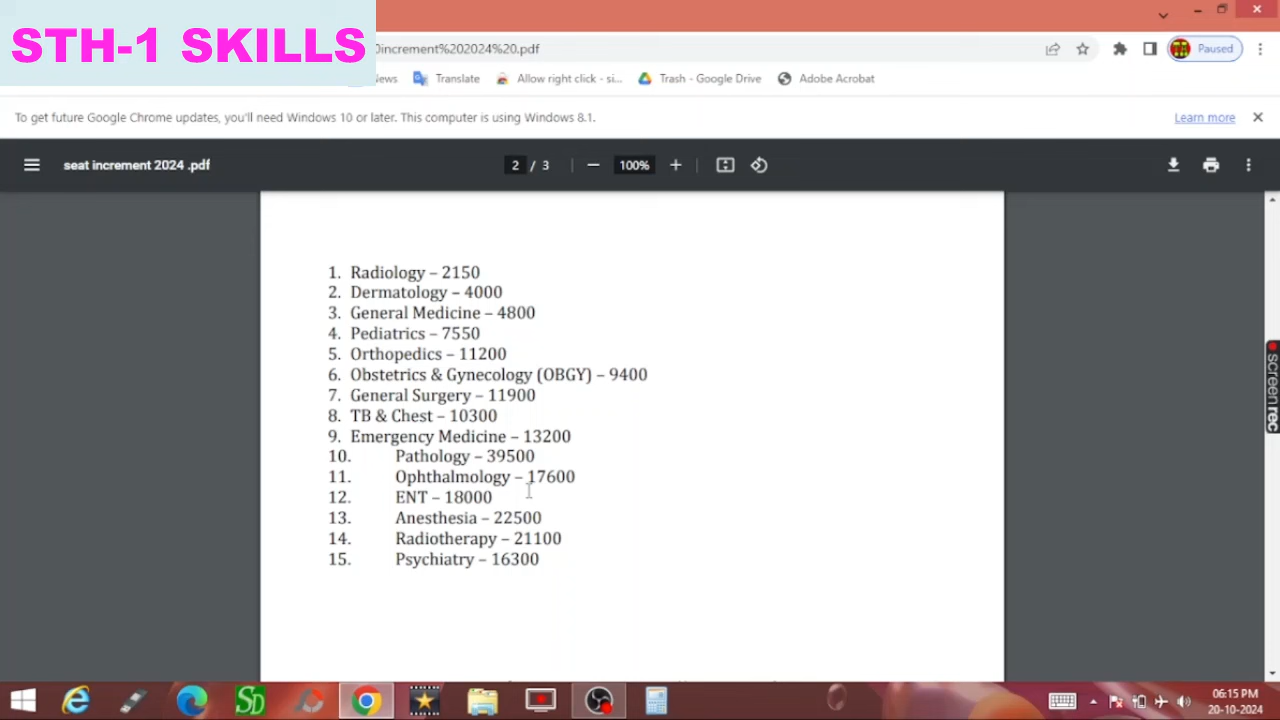 STH-1 SKILLS
0increment%202024%20.pdf
Paused
News
Translate
Allow right click - si...
Trash - Google Drive
Adobe Acrobat
To get future Google Chrome updates, you'll need Windows 10 or later. This computer is using Windows 8.1.
Learn more
seat increment 2024 .pdf
2 / 3
100%
1. Radiology – 2150
2. Dermatology – 4000
3. General Medicine – 4800
4. Pediatrics – 7550
5. Orthopedics – 11200
6. Obstetrics & Gynecology (OBGY) – 9400
7. General Surgery – 11900
8. TB & Chest – 10300
9. Emergency Medicine – 13200
10. Pathology – 39500
11. Ophthalmology – 17600
12. ENT – 18000
13. Anesthesia – 22500
14. Radiotherapy – 21100
15. Psychiatry – 16300
screenrec
SD
06:15 PM
20-10-2024